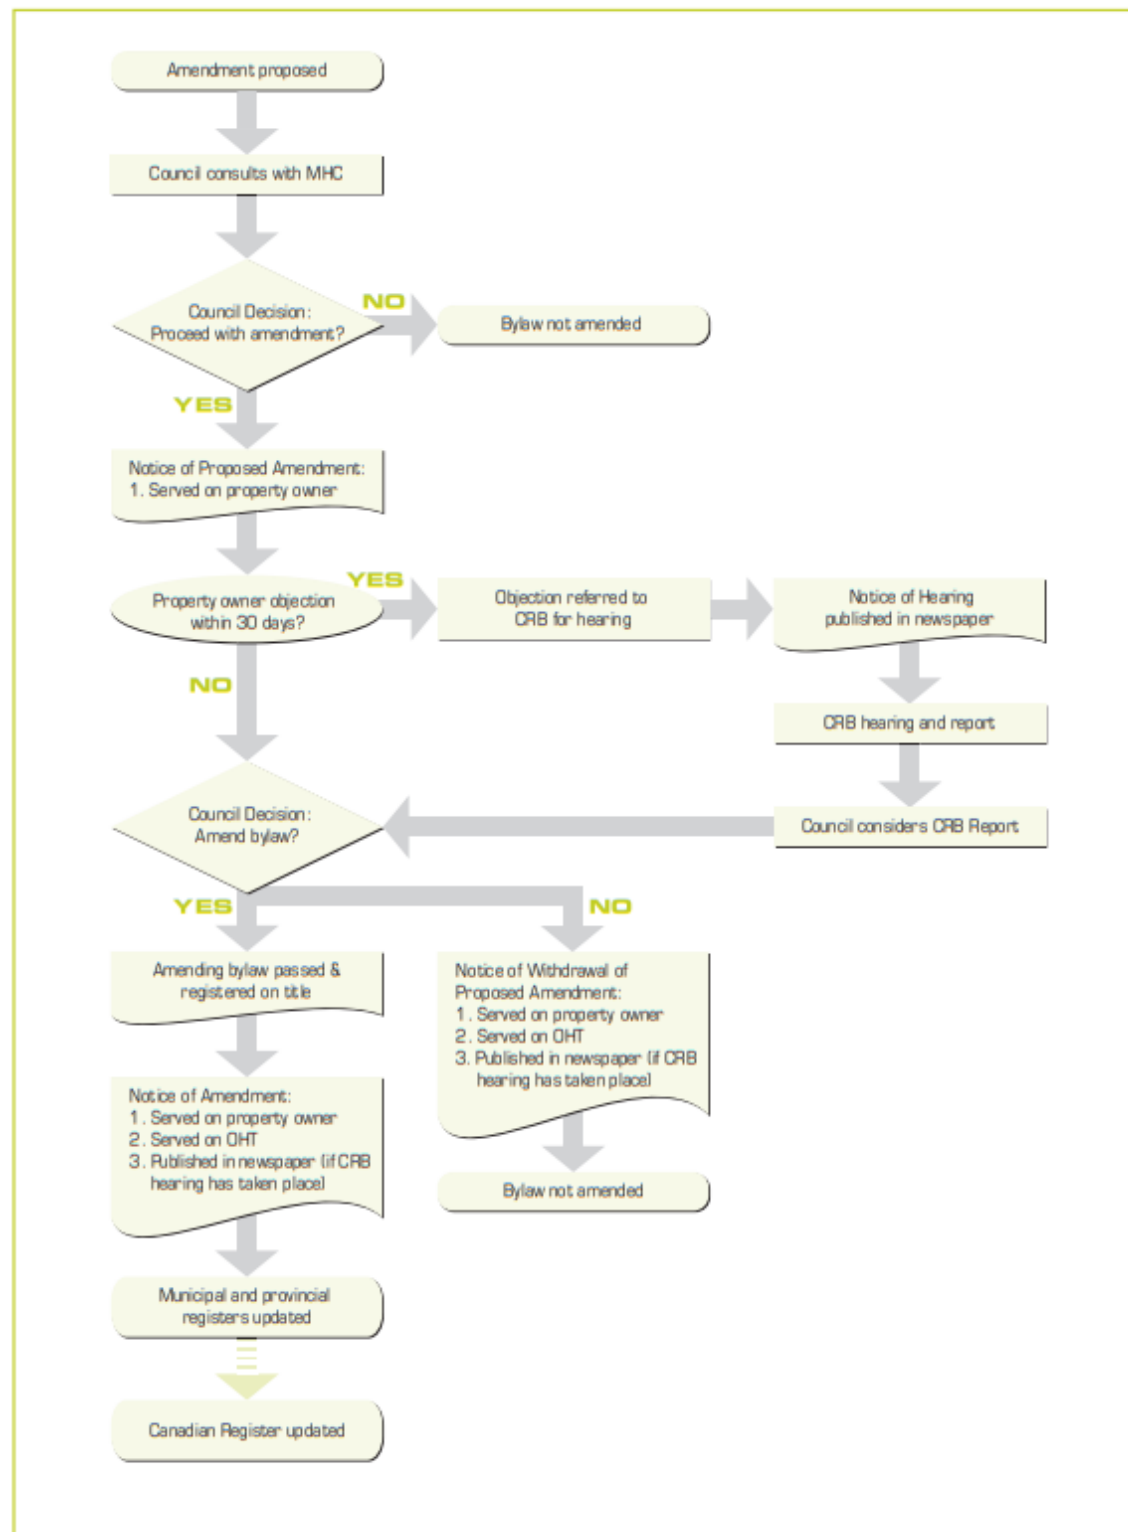 Amendment proposed
Council consults with MHC
Council Decision:
Proceed with amendment?
NO
Bylaw not amended
YES
Notice of Proposed Amendment:
1. Served on property owner
Property owner objection
within 30 days?
YES
Objection referred to
CRB for hearing
Notice of Hearing
published in newspaper
NO
CRB hearing and report
Council considers CRB Report
Council Decision:
Amend bylaw?
YES
NO
Amending bylaw passed &
registered on title
Notice of Withdrawal of
Proposed Amendment:
1. Served on property owner
2. Served on OHT
3. Published in newspaper (if CRB
hearing has taken place)
Notice of Amendment:
1. Served on property owner
2. Served on OHT
3. Published in newspaper (if CRB
hearing has taken place)
Bylaw not amended
Municipal and provincial
registers updated
Canadian Register updated